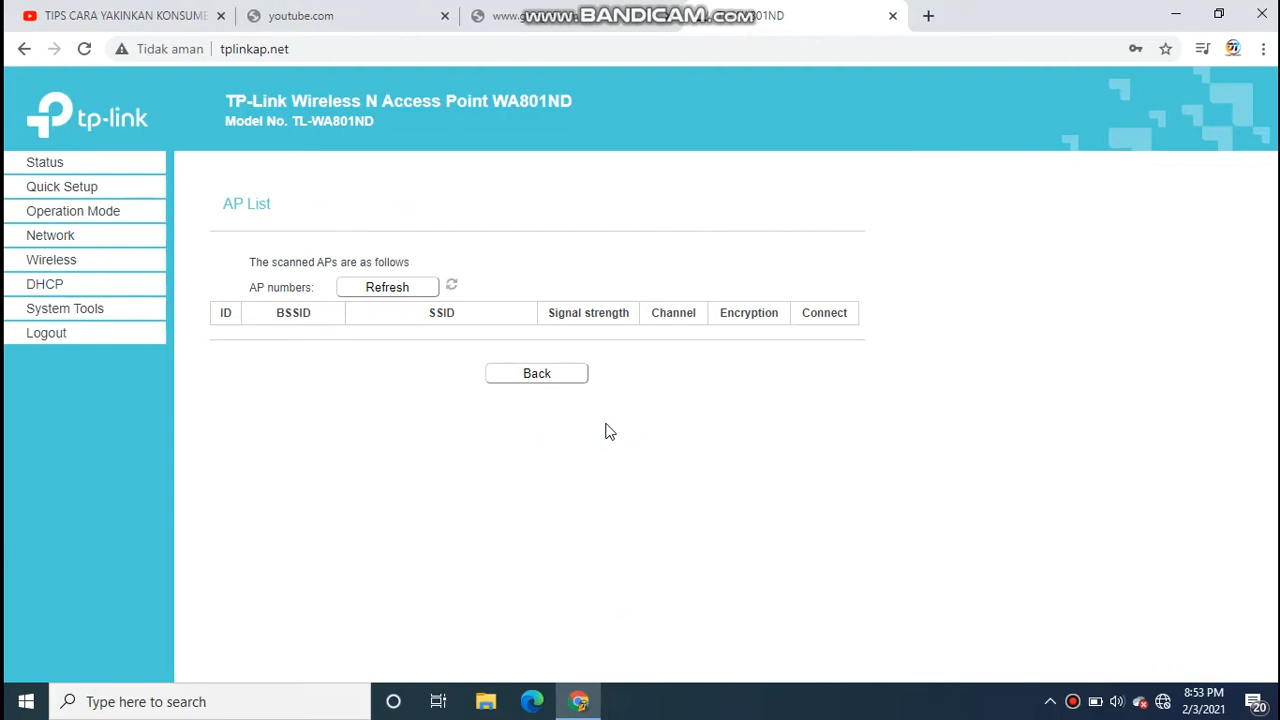 TIPS CARA YAKINKAN KONSUME
youtube.com
www.g
801ND
www.BANDICAM.com
Tidak aman
tplinkap.net
tp-link
TP-Link Wireless N Access Point WA801ND
Model No. TL-WA801ND
Status
Quick Setup
Operation Mode
Network
Wireless
DHCP
System Tools
Logout
AP List
The scanned APs are as follows
AP numbers:
Refresh
ID BSSID SSID Signal strength Channel Encryption Connect
Back
Type here to search
8:53 PM
2/3/2021
20